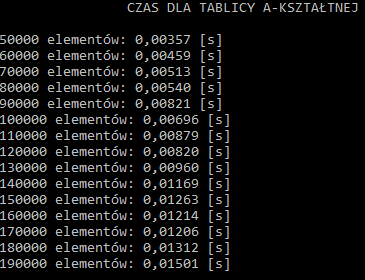 CZAS DLA TABLICY A-KSZTAŁTNEJ
50000 elementów: 0,00357 [s]
60000 elementów: 0,00459 [s]
70000 elementów: 0,00513 [s]
80000 elementów: 0,00540 [s]
90000 elementów: 0,00821 [s]
100000 elementów: 0,00696 [s]
110000 elementów: 0,00879 [s]
120000 elementów: 0,00820 [s]
130000 elementów: 0,00960 [s]
140000 elementów: 0,01169 [s]
150000 elementów: 0,01263 [s]
160000 elementów: 0,01214 [s]
170000 elementów: 0,01206 [s]
180000 elementów: 0,01312 [s]
190000 elementów: 0,01501 [s]